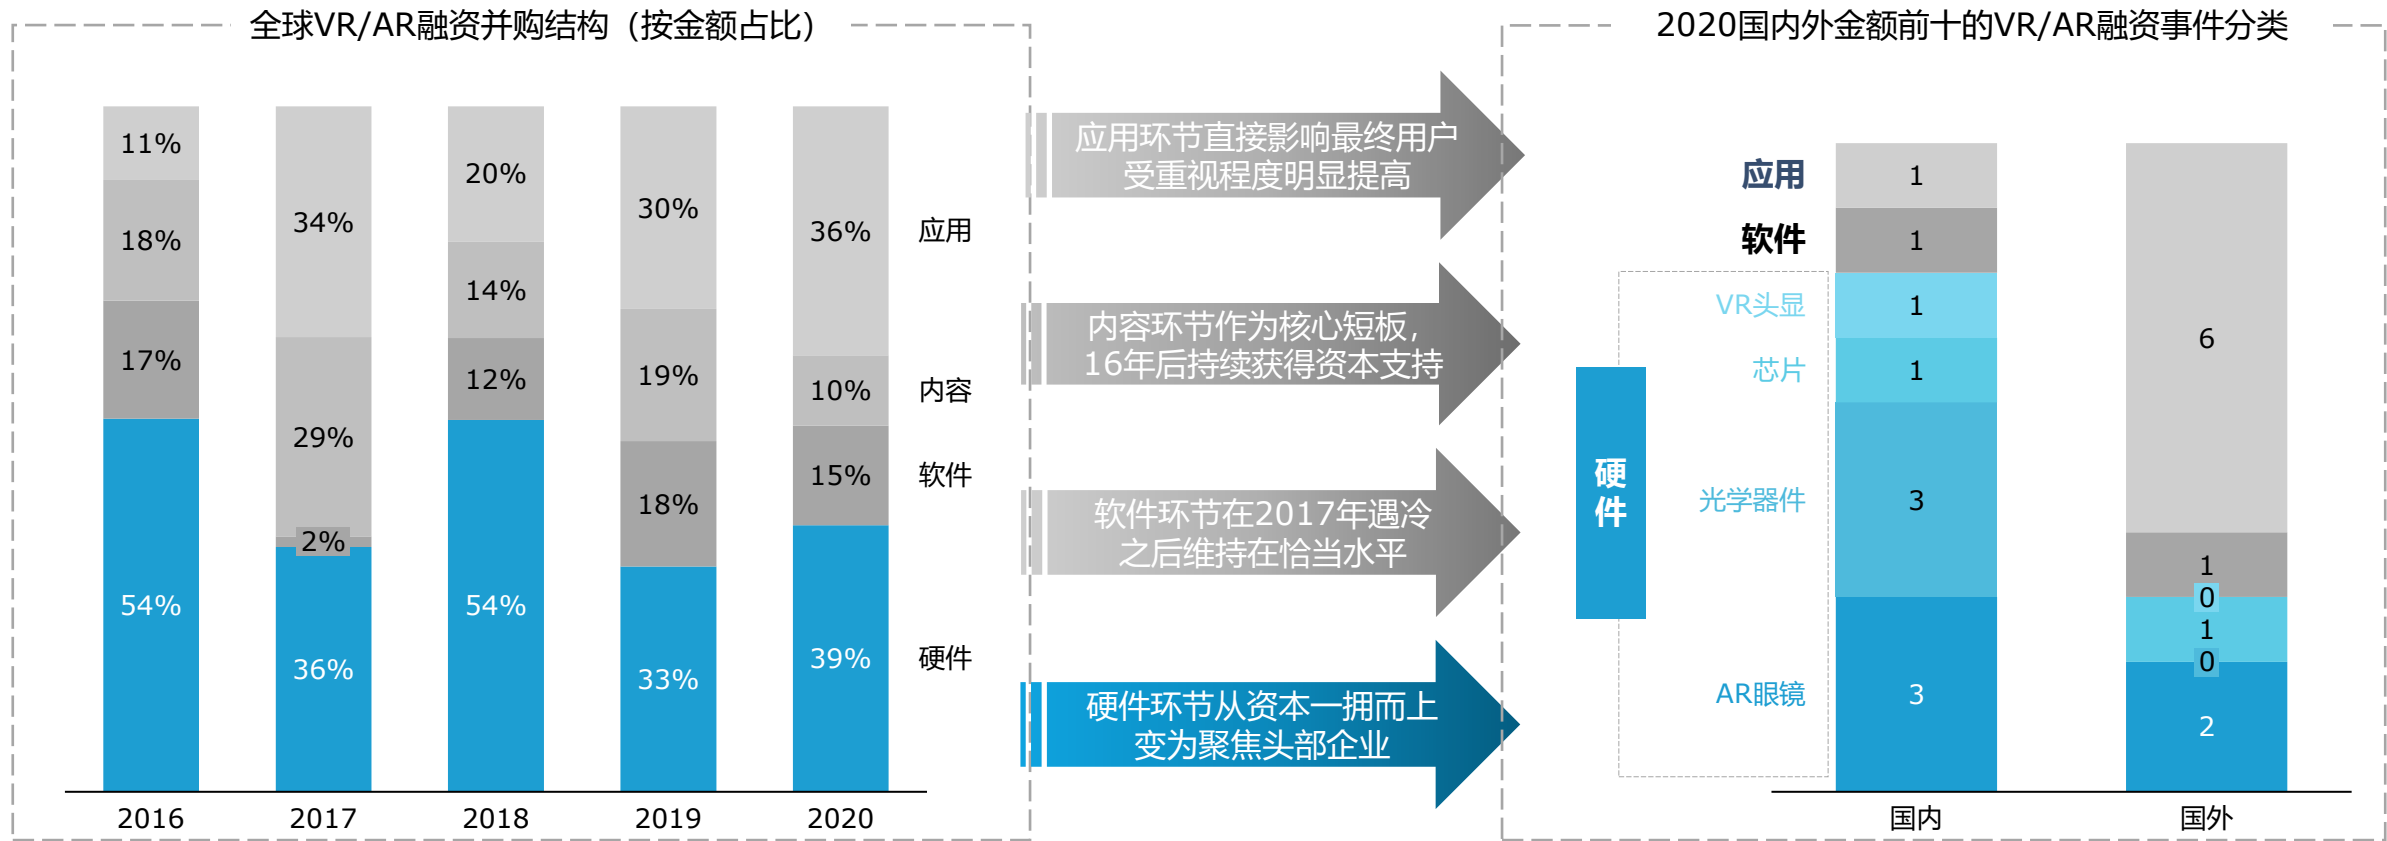 全球VR/AR融资并购结构（按金额占比）
11%
18%
17%
54%
34%
29%
2%
36%
20%
14%
12%
54%
30%
19%
18%
33%
36%
10%
15%
39%
应用
内容
软件
硬件
2016
2017
2018
2019
2020
应用环节直接影响最终用户
受重视程度明显提高
内容环节作为核心短板，
16年后持续获得资本支持
软件环节在2017年遇冷
之后维持在恰当水平
硬件环节从资本一拥而上
变为聚焦头部企业
2020国内外金额前十的VR/AR融资事件分类
应用
软件
VR头显
芯片
光学器件
AR眼镜
硬
件
1
1
1
1
3
3
6
1
0
1
0
2
国内
国外